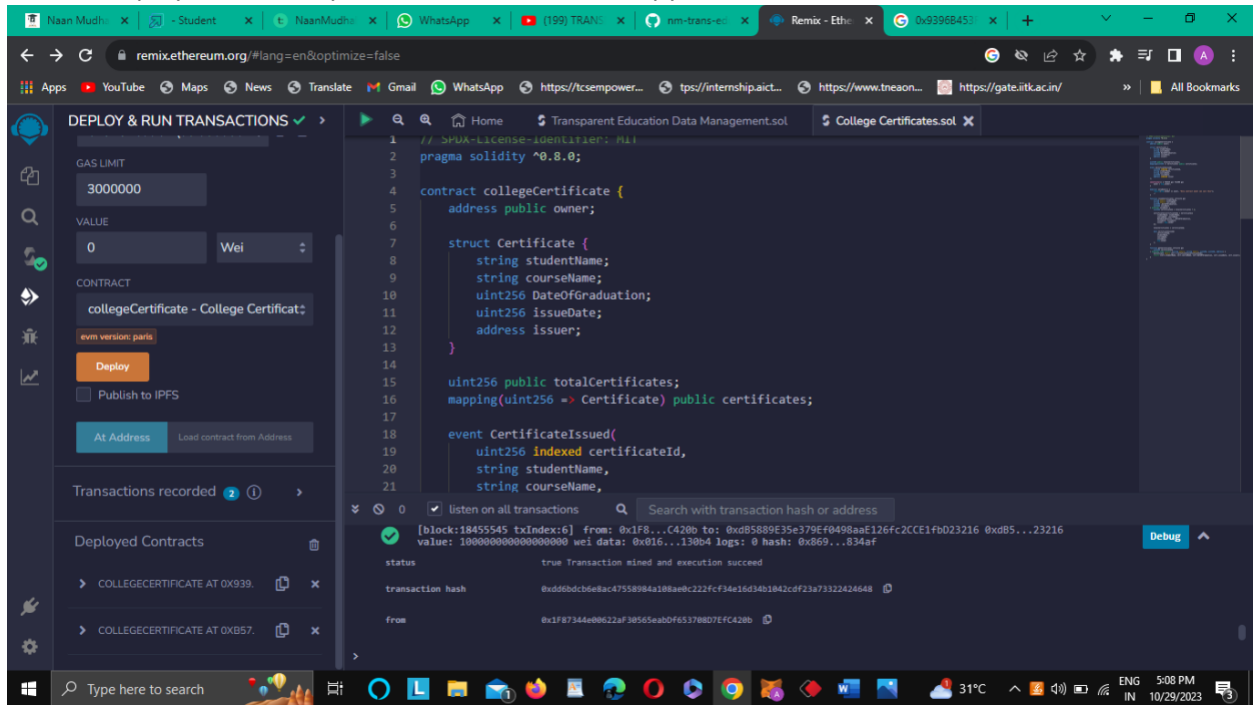 Naan Mudha
- Student
NaanMudha
WhatsApp
(199) TRANS
nm-trans-ed
Remix - Ethe
0x9396B453
remix.ethereum.org/#lang=en&optimize=false
Apps
YouTube
Maps
News
Translate
Gmail
WhatsApp
https://tcsempower...
tps://internship.aict...
https://www.tneaon...
https://gate.iitk.ac.in/
»
All Bookmarks
DEPLOY & RUN TRANSACTIONS
GAS LIMIT
3000000
VALUE
0
Wei
CONTRACT
collegeCertificate - College Certificat
evm version: paris
Deploy
Publish to IPFS
At Address
Load contract from Address
Transactions recorded 2
Deployed Contracts
COLLEGECERTIFICATE AT 0X939.
COLLEGECERTIFICATE AT 0XB57.
Home
Transparent Education Data Management.sol
College Certificates.sol
1 // SPDX-License-Identifier: MIT
2 pragma solidity ^0.8.0;
3
4 contract collegeCertificate {
5 address public owner;
6
7 struct Certificate {
8 string studentName;
9 string courseName;
10 uint256 DateOfGraduation;
11 uint256 issueDate;
12 address issuer;
13 }
14
15 uint256 public totalCertificates;
16 mapping(uint256 => Certificate) public certificates;
17
18 event CertificateIssued(
19 uint256 indexed certificateId,
20 string studentName,
21 string courseName,
0
listen on all transactions
Search with transaction hash or address
[block:18455545 txIndex:6] from: 0x1F8...C420b to: 0xdB5889E35e379Ef0498aaE126fc2CCE1fbD23216 0xdB5...23216
value: 10000000000000000 wei data: 0x016...130b4 logs: 0 hash: 0x869...834af
Debug
status true Transaction mined and execution succeed
transaction hash 0xdd6bdcb6e8ac47558984a108ae0c222fcf34e16d34b1042cdf23a73322424648
from 0x1F87344e00622aF30565eabDf653708D7EfC420b
>
Type here to search
31°C
ENG
IN
5:08 PM
10/29/2023
3